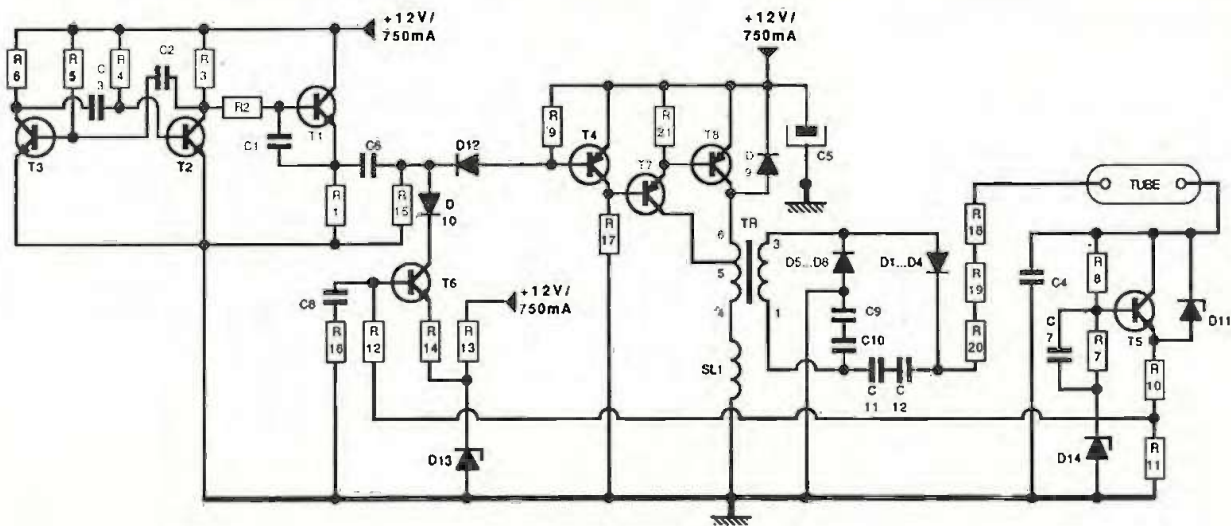 +12V/
750mA
+12V/
750mA
R
6
R
5
C
3
R
4
C2
R
3
R2
T1
C1
T3
T2
C6
D12
R
1
R
15
D
10
R
9
T4
R
21
T8
T7
D
9
C5
R
17
6
5
4
TR
3
1
D5...D8
D1...D4
C9
C10
C
11
C
12
SL1
R
18
R
19
R
20
TUBE
C4
R
8
C
7
R
7
T5
D11
R
10
R
11
D14
T6
C8
R
16
R
12
R
14
R
13
+12V/
750mA
D13